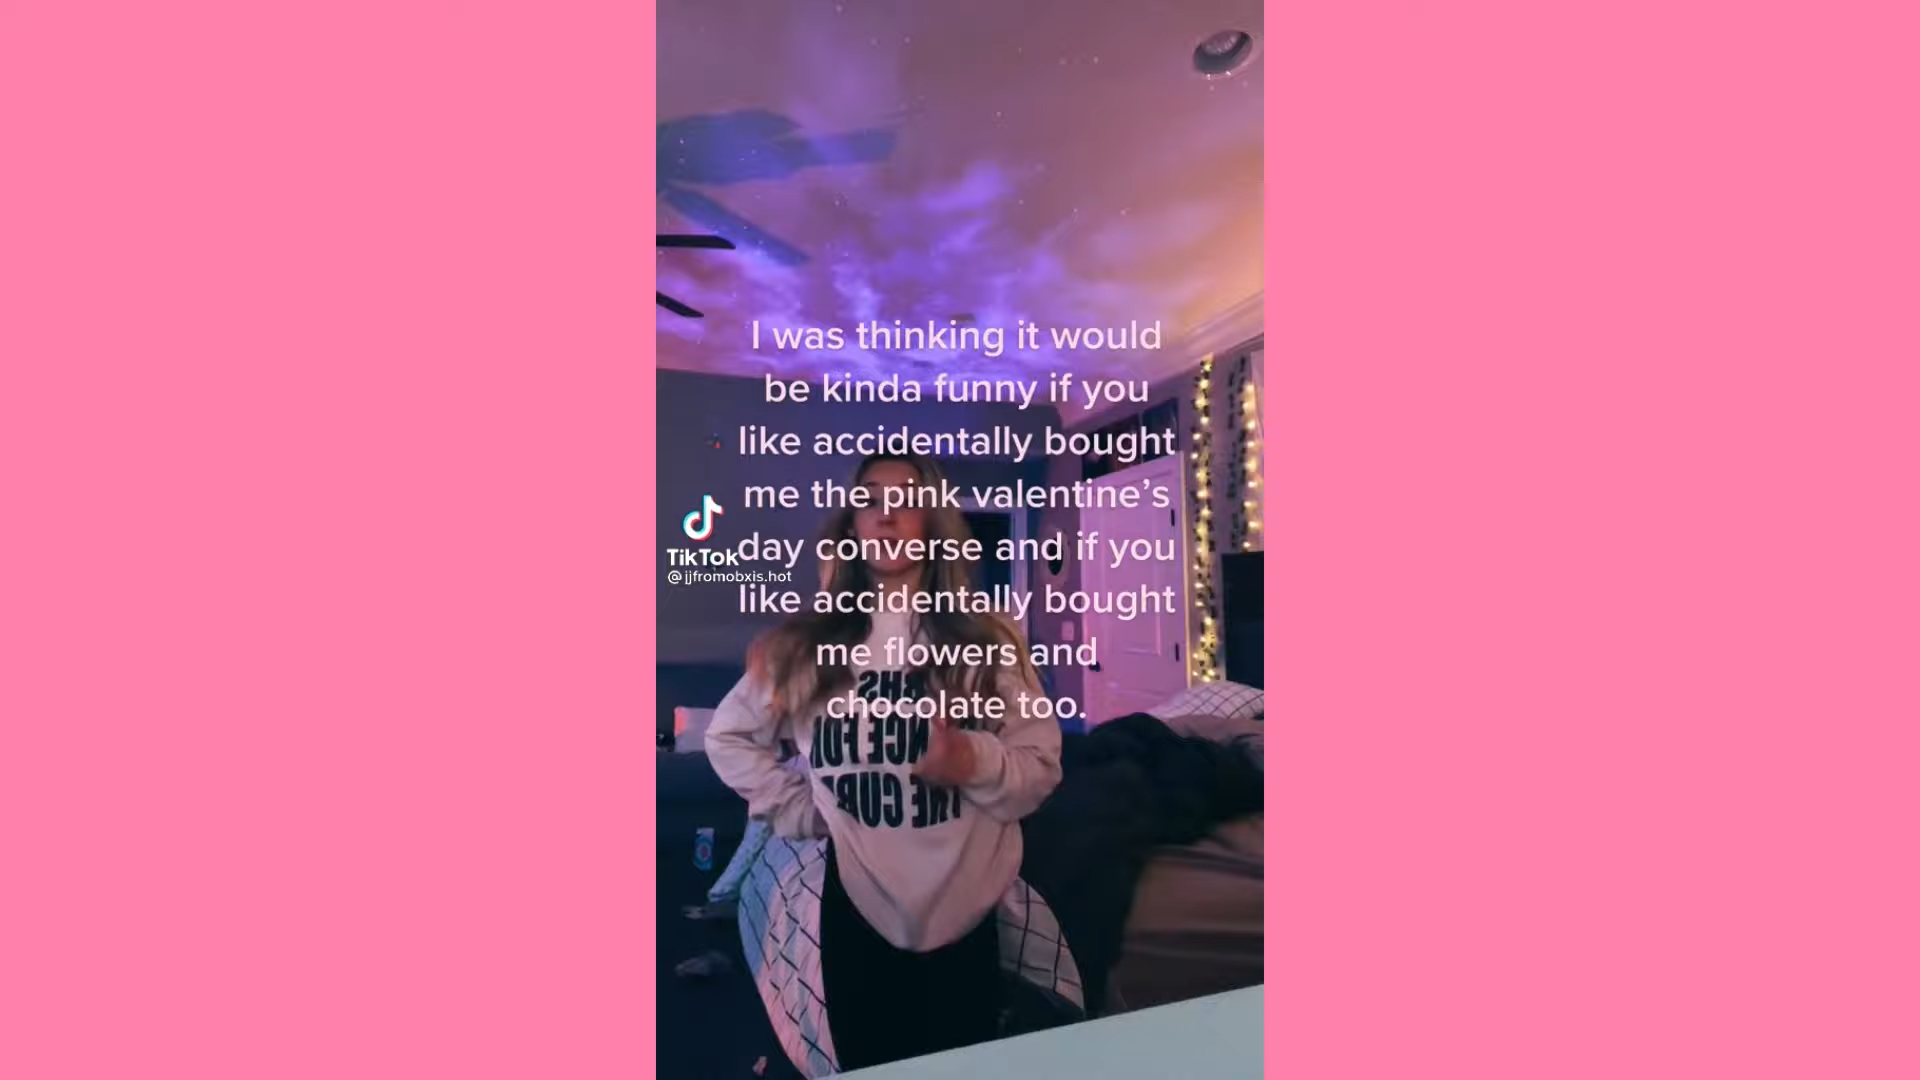 I was thinking it would
be kinda funny if you
like accidentally bought
me the pink valentine’s
day converse and if you
like accidentally bought
me flowers and
chocolate too.
TikTok
@jjfromobxis.hot